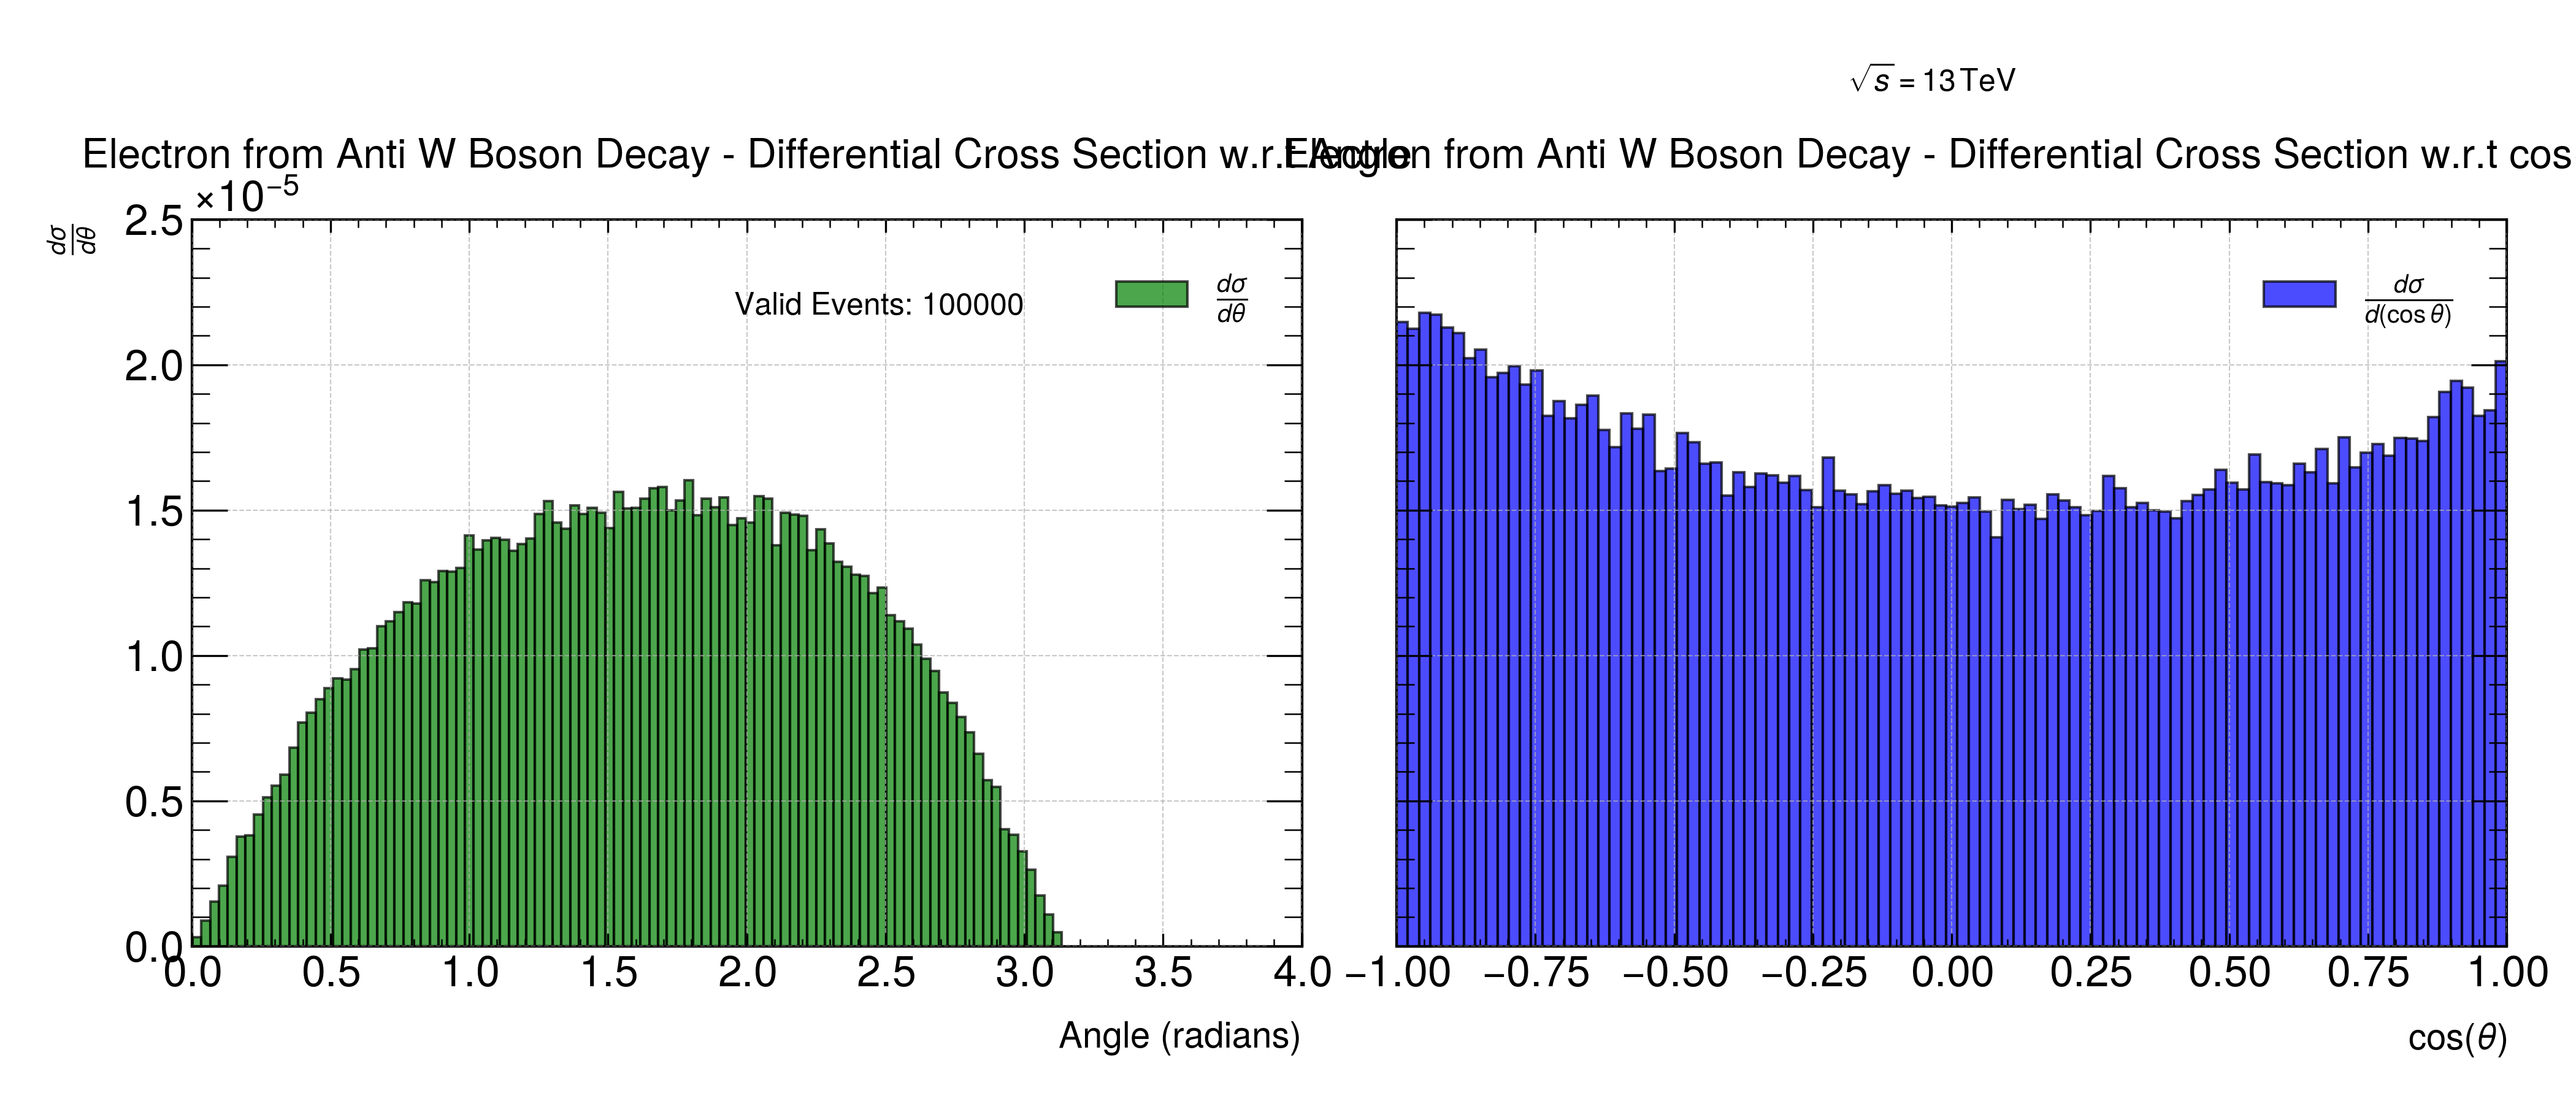 √s = 13 TeV
Electron from Anti W Boson Decay - Differential Cross Section w.r.t Angle
Electron from Anti W Boson Decay - Differential Cross Section w.r.t cos
×10⁻⁵
dσ/dθ
2.5
2.0
1.5
1.0
0.5
0.0
Valid Events: 100000
dσ/dθ
dσ/d(cos θ)
0.0 0.5 1.0 1.5 2.0 2.5 3.0 3.5 4.0
−1.00 −0.75 −0.50 −0.25 0.00 0.25 0.50 0.75 1.00
Angle (radians)
cos(θ)